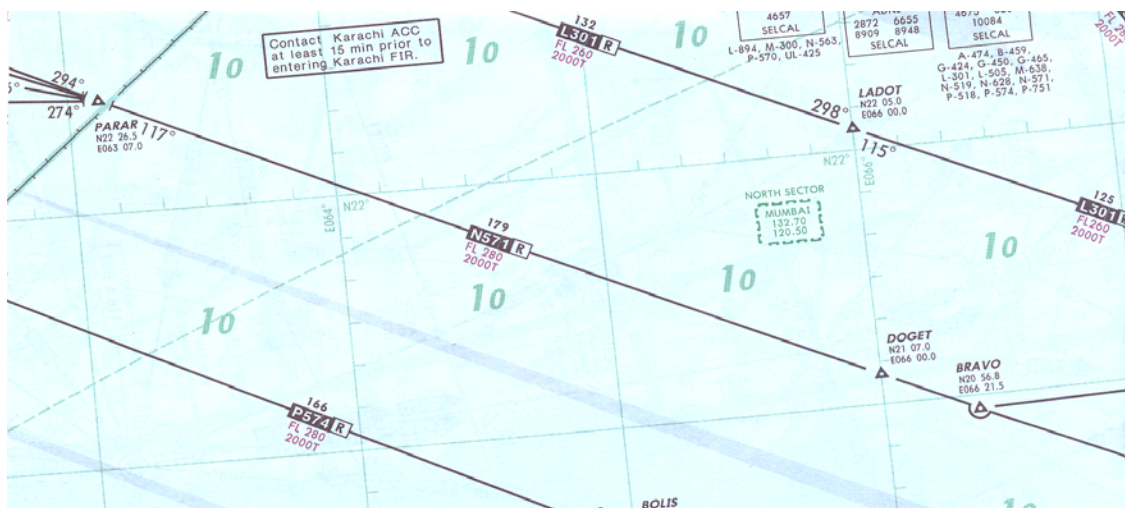 Contact Karachi ACC
at least 15 min prior to
entering Karachi FIR.
10
132
L301 R
FL 260
2000T
10
4657
SELCAL
L-894, M-300, N-563,
P-570, UL-425
2872 6655
8909 8948
SELCAL
10084
SELCAL
A-474, B-459,
G-424, G-450, G-465,
L-301, L-505, M-638,
N-519, N-628, N-571,
P-518, P-574, P-751
294°
274°
PARAR
N22 26.5
E063 07.0
117°
LADOT
N22 05.0
E066 00.0
298°
115°
N22°
E066°
E064°
N22°
NORTH SECTOR
MUMBAI
132.70
120.50
125
L301
FL260
2000T
179
N571 R
FL 280
2000T
10
10
10
10
DOGET
N21 07.0
E066 00.0
BRAVO
N20 56.8
E066 21.5
166
P574 R
FL 280
2000T
BOLIS